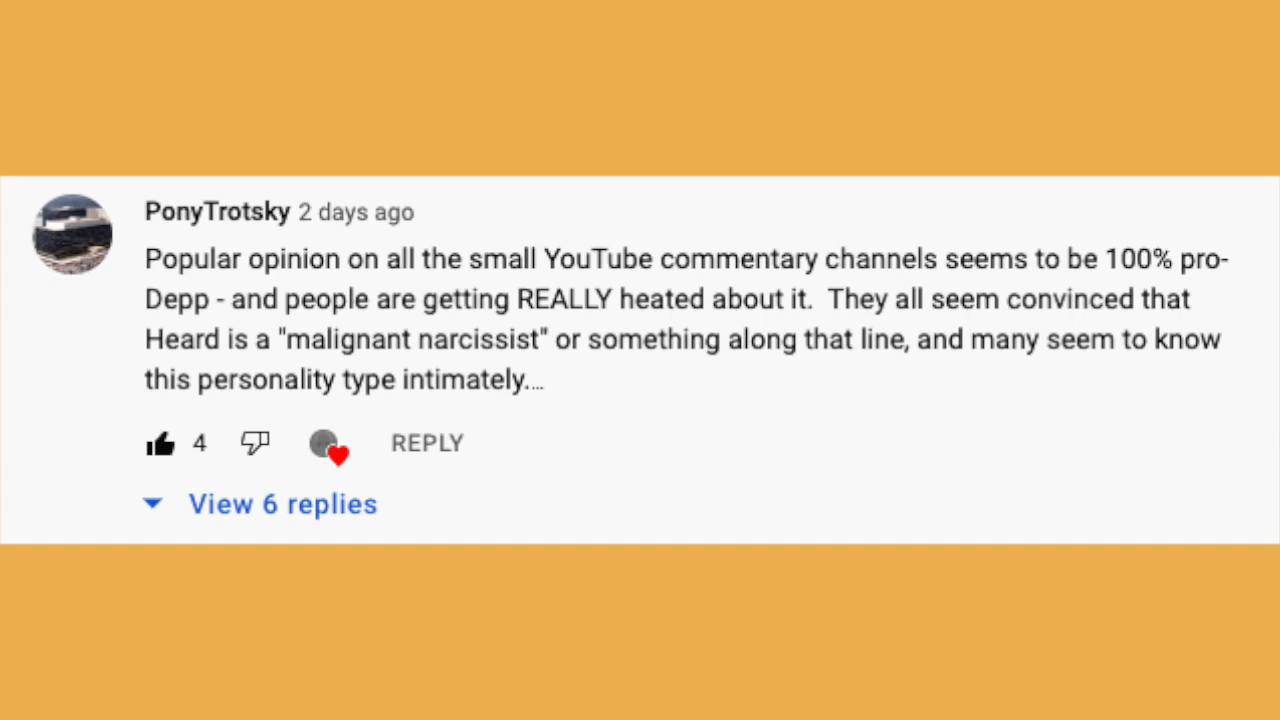 PonyTrotsky 2 days ago
Popular opinion on all the small YouTube commentary channels seems to be 100% pro-
Depp - and people are getting REALLY heated about it.  They all seem convinced that
Heard is a "malignant narcissist" or something along that line, and many seem to know
this personality type intimately.…
4 REPLY
View 6 replies